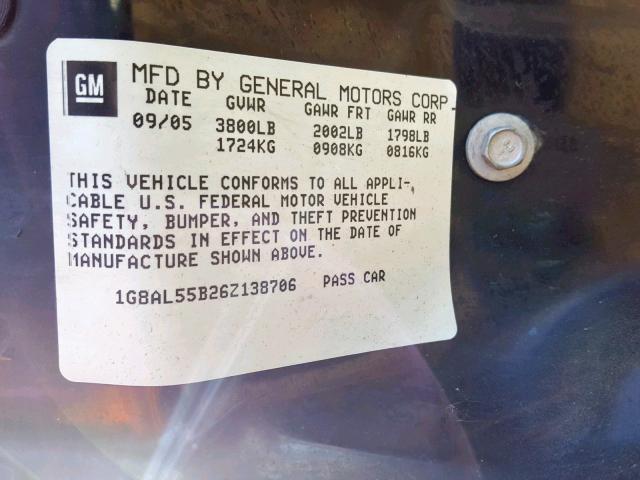 GM
MFD BY GENERAL MOTORS CORP.
DATE GVWR GAWR FRT GAWR RR
09/05 3800LB 2002LB 1798LB
1724KG 0908KG 0816KG
THIS VEHICLE CONFORMS TO ALL APPLI-
CABLE U.S. FEDERAL MOTOR VEHICLE
SAFETY, BUMPER, AND THEFT PREVENTION
STANDARDS IN EFFECT ON THE DATE OF
MANUFACTURE SHOWN ABOVE.
1G8AL55B26Z138706 PASS CAR